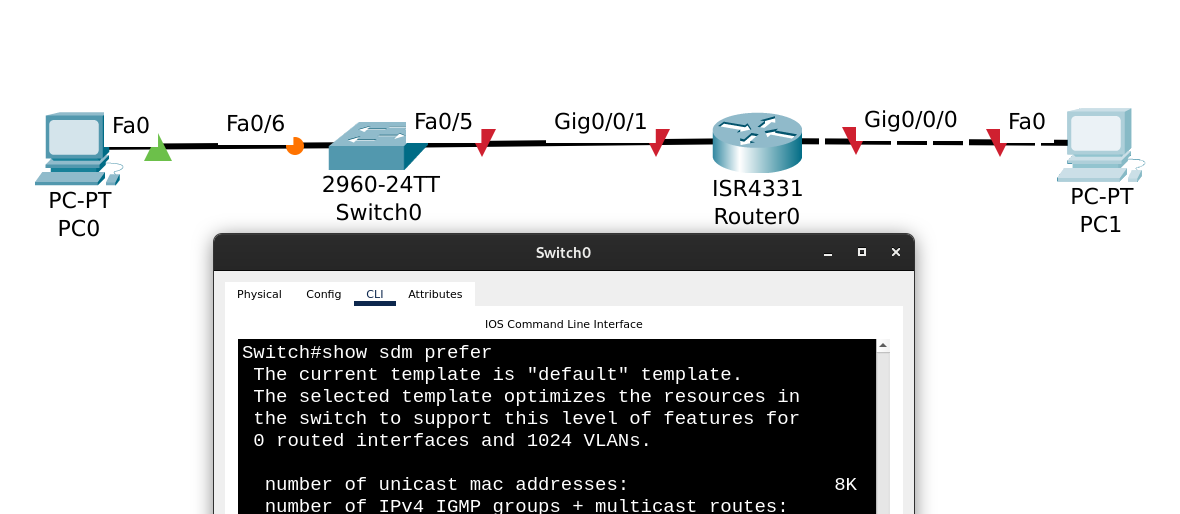 Fa0
Fa0/6
Fa0/5
Gig0/0/1
Gig0/0/0
Fa0
PC-PT
PC0
2960-24TT
Switch0
ISR4331
Router0
PC-PT
PC1
Switch0
Physical Config CLI Attributes
IOS Command Line Interface
Switch#show sdm prefer
The current template is "default" template.
The selected template optimizes the resources in
the switch to support this level of features for
0 routed interfaces and 1024 VLANs.
number of unicast mac addresses: 8K
number of IPv4 IGMP groups + multicast routes: